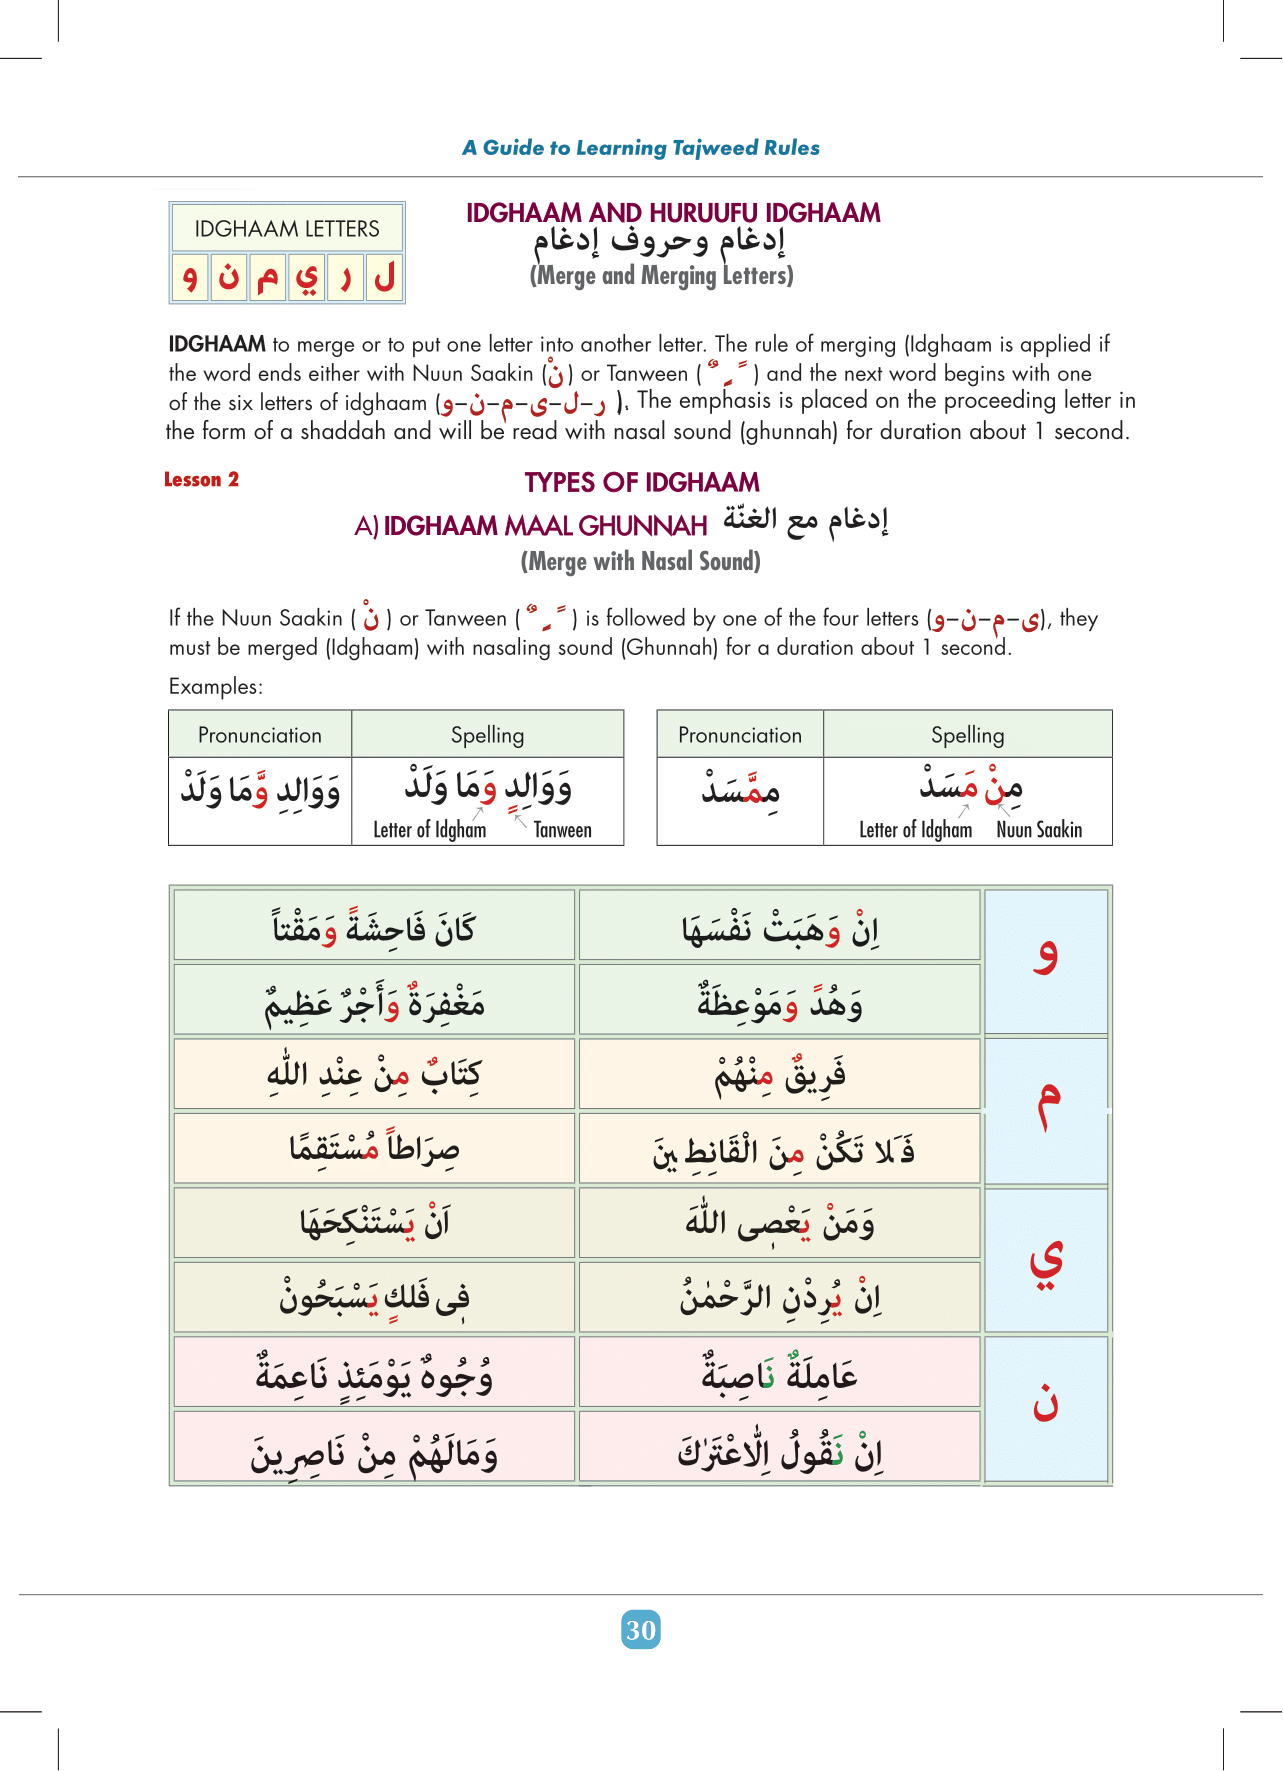 A Guide to Learning Tajweed Rules
IDGHAAM LETTERS
ل ر ي م ن و
IDGHAAM AND HURUUFU IDGHAAM
إدغام وحروف إدغام
(Merge and Merging Letters)
IDGHAAM to merge or to put one letter into another letter. The rule of merging (Idghaam is applied if
the word ends either with Nuun Saakin (نْ) or Tanween ( ـٌ ـٍ ـً ) and the next word begins with one
of the six letters of idghaam (ر–ل–ى–م–ن–و ). The emphasis is placed on the proceeding letter in
the form of a shaddah and will be read with nasal sound (ghunnah) for duration about 1 second.
Lesson 2
TYPES OF IDGHAAM
A) IDGHAAM MAAL GHUNNAH إدغام مع الغنّة
(Merge with Nasal Sound)
If the Nuun Saakin ( نْ ) or Tanween ( ـٌ ـٍ ـً ) is followed by one of the four letters (ى–م–ن–و), they
must be merged (Idghaam) with nasaling sound (Ghunnah) for a duration about 1 second.
Examples:
Pronunciation Spelling
وَوَالِدِ وَّمَا وَلَدْ وَوَالِدٍ وَمَا وَلَدْ
Letter of Idgham Tanween
Pronunciation Spelling
مِمَّسَدْ مِنْ مَسَدْ
Letter of Idgham Nuun Saakin
و
اِنْ وَهَبَتْ نَفْسَهَا
كَانَ فَاحِشَةً وَمَقْتاً
وَهُدً وَمَوْعِظَةٌ
مَغْفِرَةٌ وَأَجْرٌ عَظِيمٌ
م
فَرِيقٌ مِنْهُمْ
كِتَابٌ مِنْ عِنْدِ اللّٰهِ
فَلَا تَكُنْ مِنَ الْقَانِطِينَ
صِرَاطاً مُسْتَقِمًا
ي
وَمَنْ يَعْصِى اللّٰهَ
اَنْ يَسْتَنْكِحَهَا
اِنْ يُرِدْنِ الرَّحْمٰنُ
فِى فَلكٍ يَسْبَحُونْ
ن
عَامِلَةٌ نَاصِبَةٌ
وُجُوهٌ يَوْمَئِذٍ نَاعِمَةٌ
اِنْ نَقُولُ اِلّاعْتَرٰكَ
وَمَالَهُمْ مِنْ نَاصِرِينَ
30